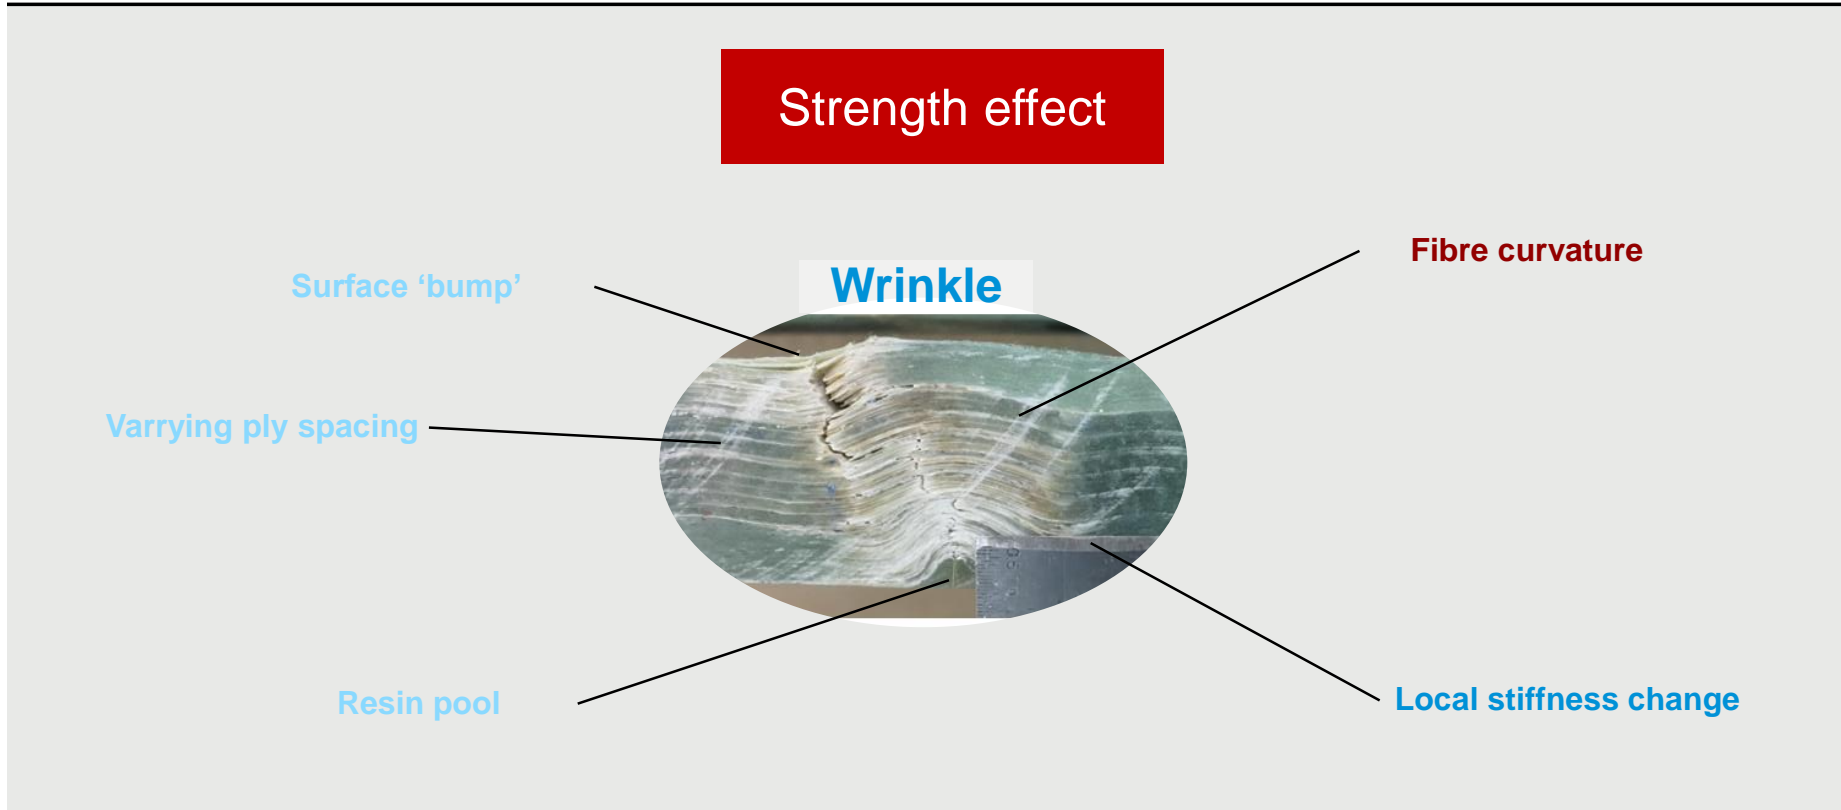 Strength effect
Fibre curvature
Wrinkle
Surface ‘bump’
Varrying ply spacing
Resin pool
Local stiffness change